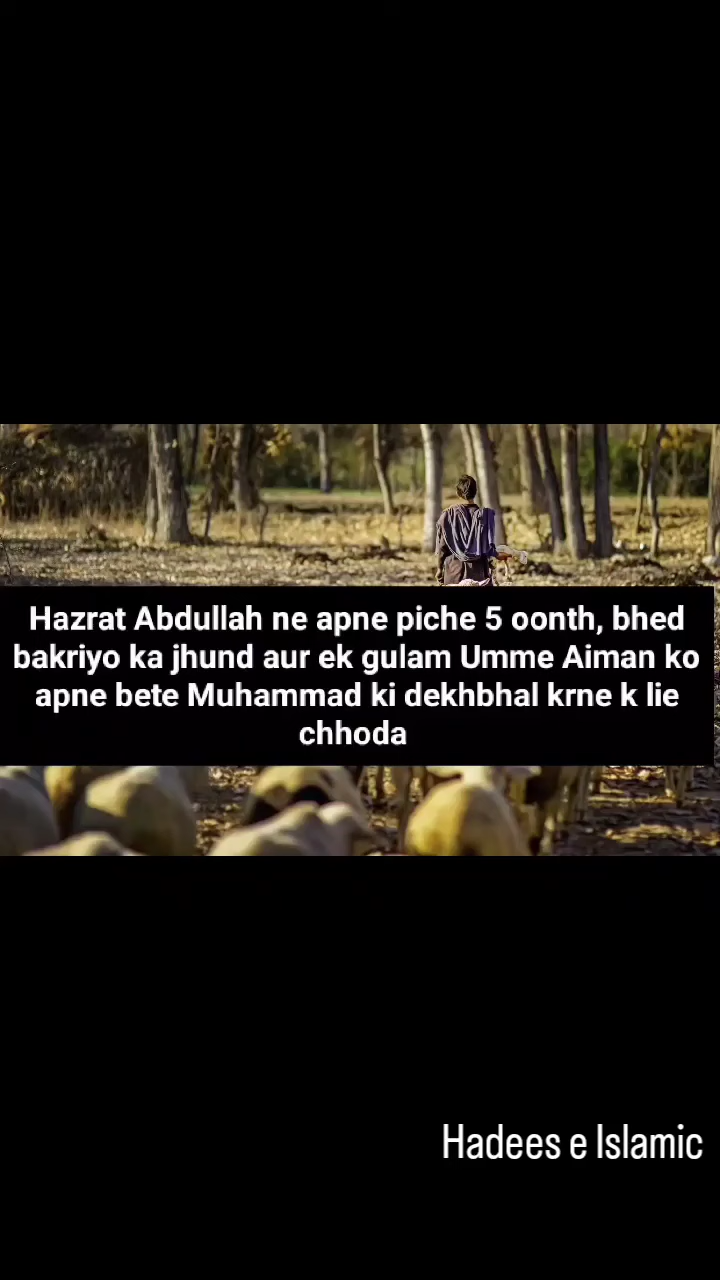 Hazrat Abdullah ne apne piche 5 oonth, bhed
bakriyo ka jhund aur ek gulam Umme Aiman ko
apne bete Muhammad ki dekhbhal krne k lie
chhoda
Hadees e Islamic